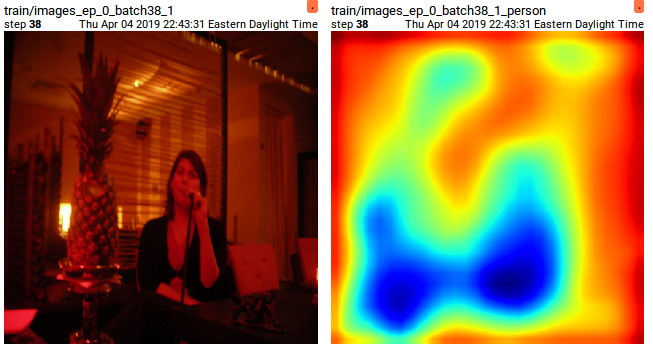 train/images_ep_0_batch38_1
step 38 Thu Apr 04 2019 22:43:31 Eastern Daylight Time
train/images_ep_0_batch38_1_person
step 38 Thu Apr 04 2019 22:43:31 Eastern Daylight Time